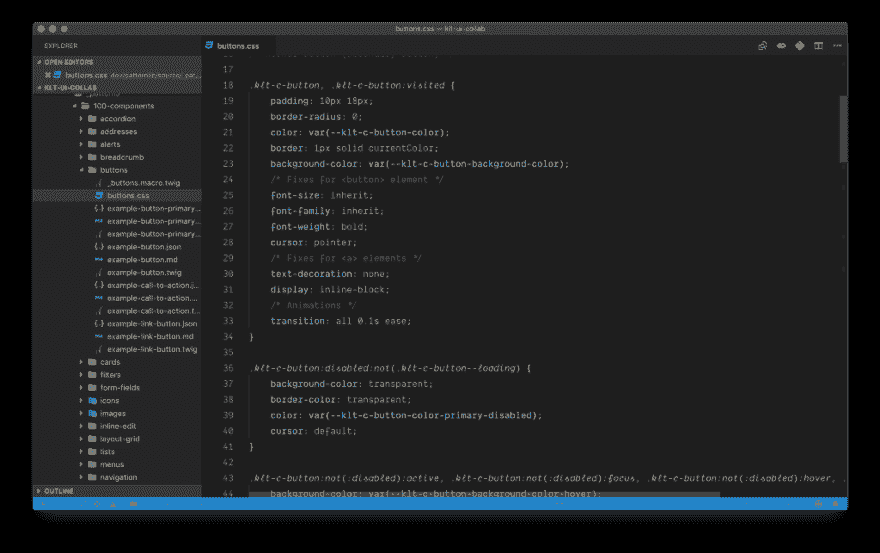 buttons.css — klt-ui-collab
EXPLORER
OPEN EDITORS
buttons.css
KLT-UI-COLLAB
100-components
accordion
addresses
alerts
breadcrumb
buttons
_buttons.macro.twig
buttons.css
example-button-primary...
example-button-primary...
example-button-primary...
example-button.json
example-button.md
example-button.twig
example-call-to-action.j...
example-call-to-action....
example-call-to-action.t...
example-link-button.json
example-link-button.md
example-link-button.twig
cards
filters
form-fields
icons
images
inline-edit
layout-grid
lists
menus
navigation
OUTLINE
buttons.css
17
18 .klt-c-button, .klt-c-button:visited {
19 padding: 10px 18px;
20 border-radius: 0;
21 color: var(--klt-c-button-color);
22 border: 1px solid currentColor;
23 background-color: var(--klt-c-button-background-color);
24 /* Fixes for <button> element */
25 font-size: inherit;
26 font-family: inherit;
27 font-weight: bold;
28 cursor: pointer;
29 /* Fixes for <a> elements */
30 text-decoration: none;
31 display: inline-block;
32 /* Animations */
33 transition: all 0.1s ease;
34 }
35
36 .klt-c-button:disabled:not(.klt-c-button--loading) {
37 background-color: transparent;
38 border-color: transparent;
39 color: var(--klt-c-button-color-primary-disabled);
40 cursor: default;
41 }
42
43 .klt-c-button:not(:disabled):active, .klt-c-button:not(:disabled):focus, .klt-c-button:not(:disabled):hover, .
44 background-color: var(--klt-c-button-background-color-hover);